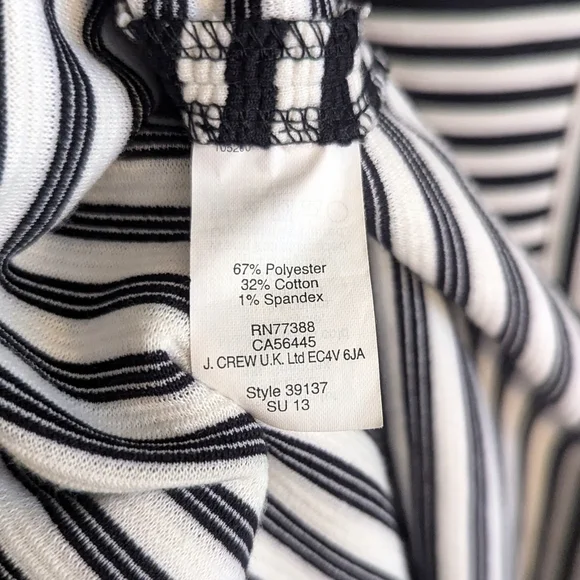 67% Polyester
32% Cotton
1% Spandex
RN77388
CA56445
J. CREW U.K. Ltd EC4V 6JA
Style 39137
SU 13